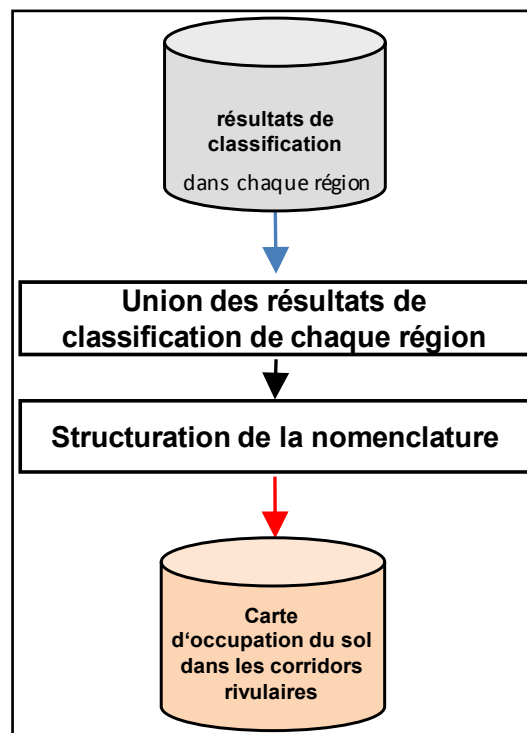 résultats de
classification
dans chaque région
Union des résultats de
classification de chaque région
Structuration de la nomenclature
Carte
d‘occupation du sol
dans les corridors
rivulaires